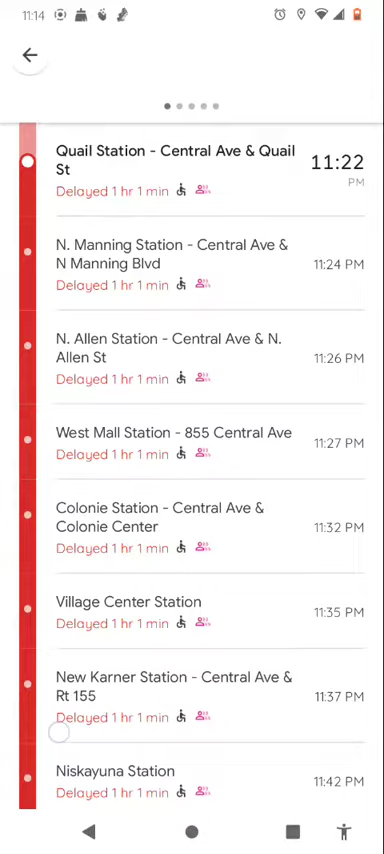 11:14
Quail Station - Central Ave & Quail
St
11:22
PM
Delayed 1 hr 1 min
N. Manning Station - Central Ave &
N Manning Blvd
11:24 PM
Delayed 1 hr 1 min
N. Allen Station - Central Ave & N.
Allen St
11:26 PM
Delayed 1 hr 1 min
West Mall Station - 855 Central Ave
11:27 PM
Delayed 1 hr 1 min
Colonie Station - Central Ave &
Colonie Center
11:32 PM
Delayed 1 hr 1 min
Village Center Station
11:35 PM
Delayed 1 hr 1 min
New Karner Station - Central Ave &
Rt 155
11:37 PM
Delayed 1 hr 1 min
Niskayuna Station
11:42 PM
Delayed 1 hr 1 min